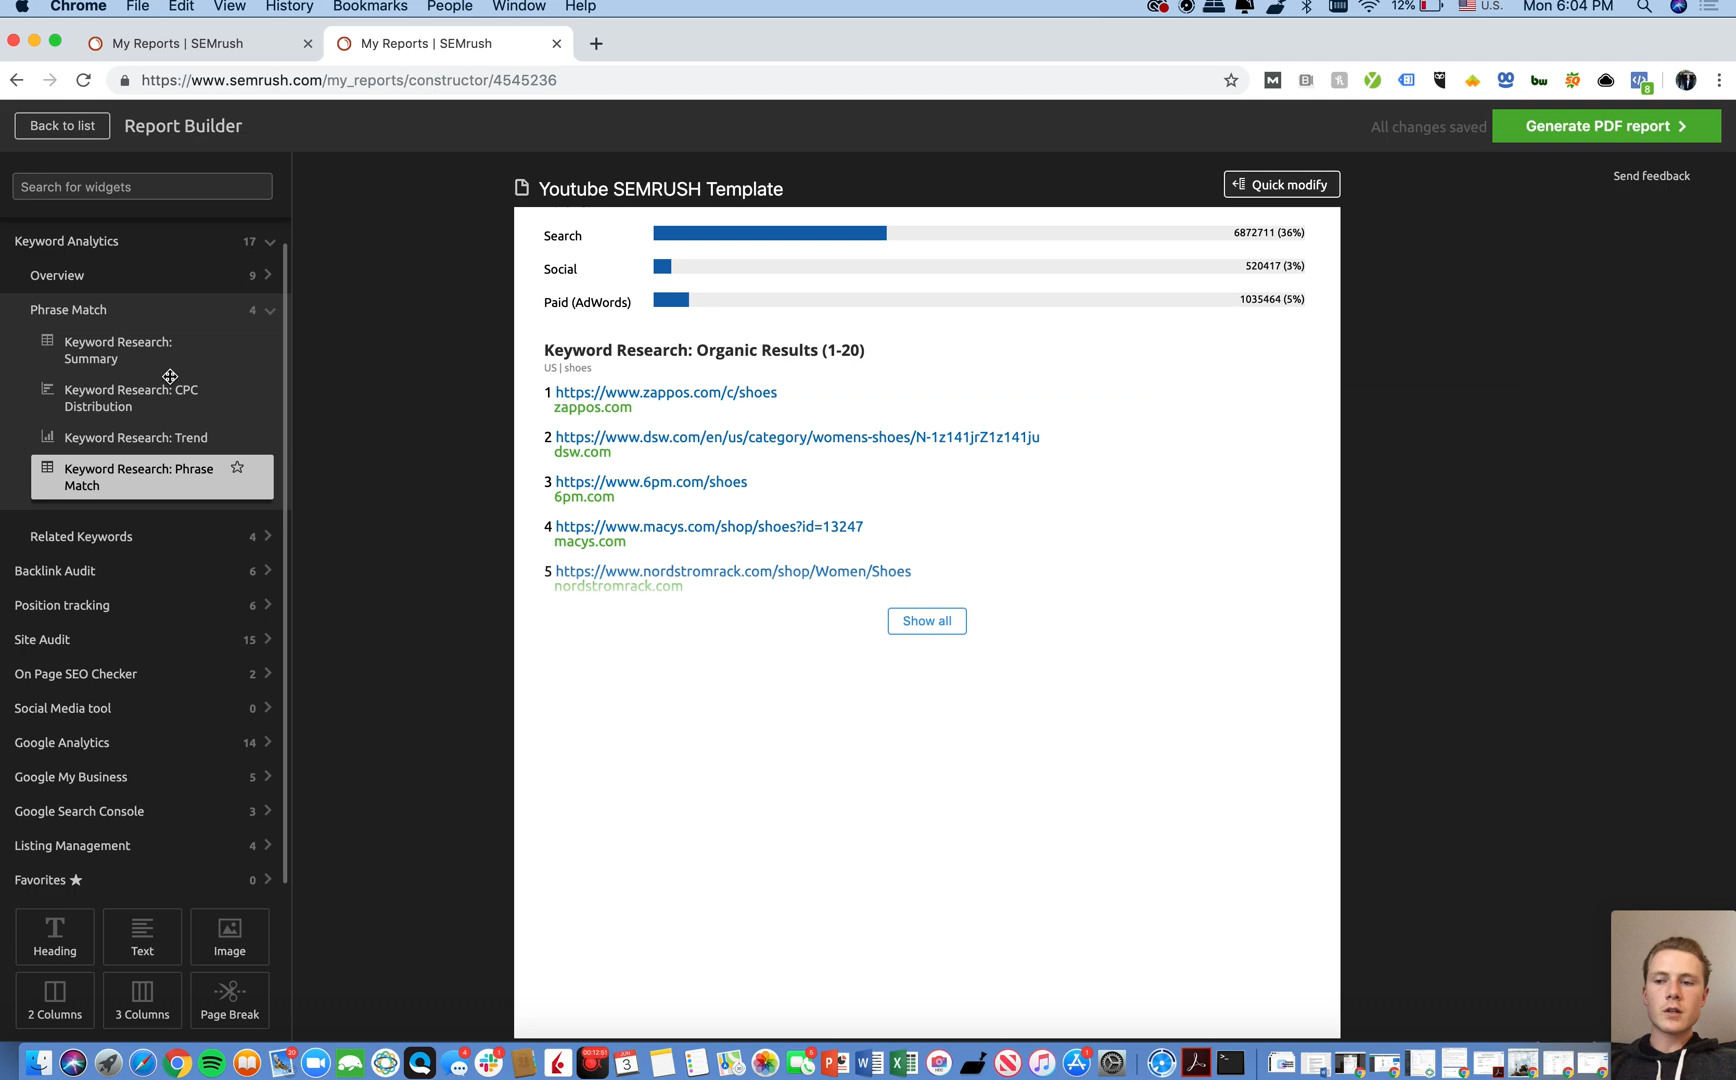 Chrome File Edit View History Bookmarks People Window Help 12% U.S. Mon 6:04 PM
My Reports | SEMrush
My Reports | SEMrush
https://www.semrush.com/my_reports/constructor/4545236
Back to list
Report Builder
All changes saved
Generate PDF report
Send feedback
Search for widgets
Keyword Analytics 17
Overview 9
Phrase Match 4
Keyword Research:
Summary
Keyword Research: CPC
Distribution
Keyword Research: Trend
Keyword Research: Phrase
Match
Related Keywords 4
Backlink Audit 6
Position tracking 6
Site Audit 15
On Page SEO Checker 2
Social Media tool 0
Google Analytics 14
Google My Business 5
Google Search Console 3
Listing Management 4
Favorites 0
Heading
Text
Image
2 Columns
3 Columns
Page Break
Youtube SEMRUSH Template
Quick modify
Search 6872711 (36%)
Social 520417 (3%)
Paid (AdWords) 1035464 (5%)
Keyword Research: Organic Results (1-20)
US | shoes
1 https://www.zappos.com/c/shoes
zappos.com
2 https://www.dsw.com/en/us/category/womens-shoes/N-1z141jrZ1z141ju
dsw.com
3 https://www.6pm.com/shoes
6pm.com
4 https://www.macys.com/shop/shoes?id=13247
macys.com
5 https://www.nordstromrack.com/shop/Women/Shoes
nordstromrack.com
Show all